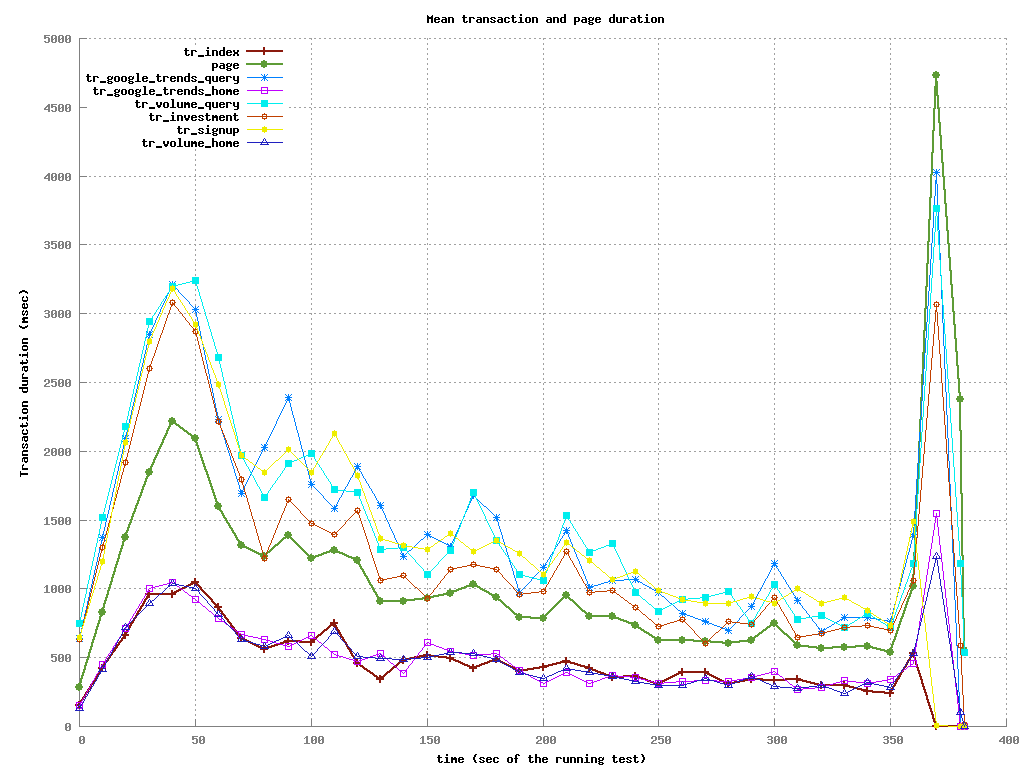 Mean transaction and page duration
5000
4500
4000
3500
3000
2500
2000
1500
1000
500
0
tr_index
page
tr_google_trends_query
tr_google_trends_home
tr_volume_query
tr_investment
tr_signup
tr_volume_home
Transaction duration (msec)
0 50 100 150 200 250 300 350 400
time (sec of the running test)